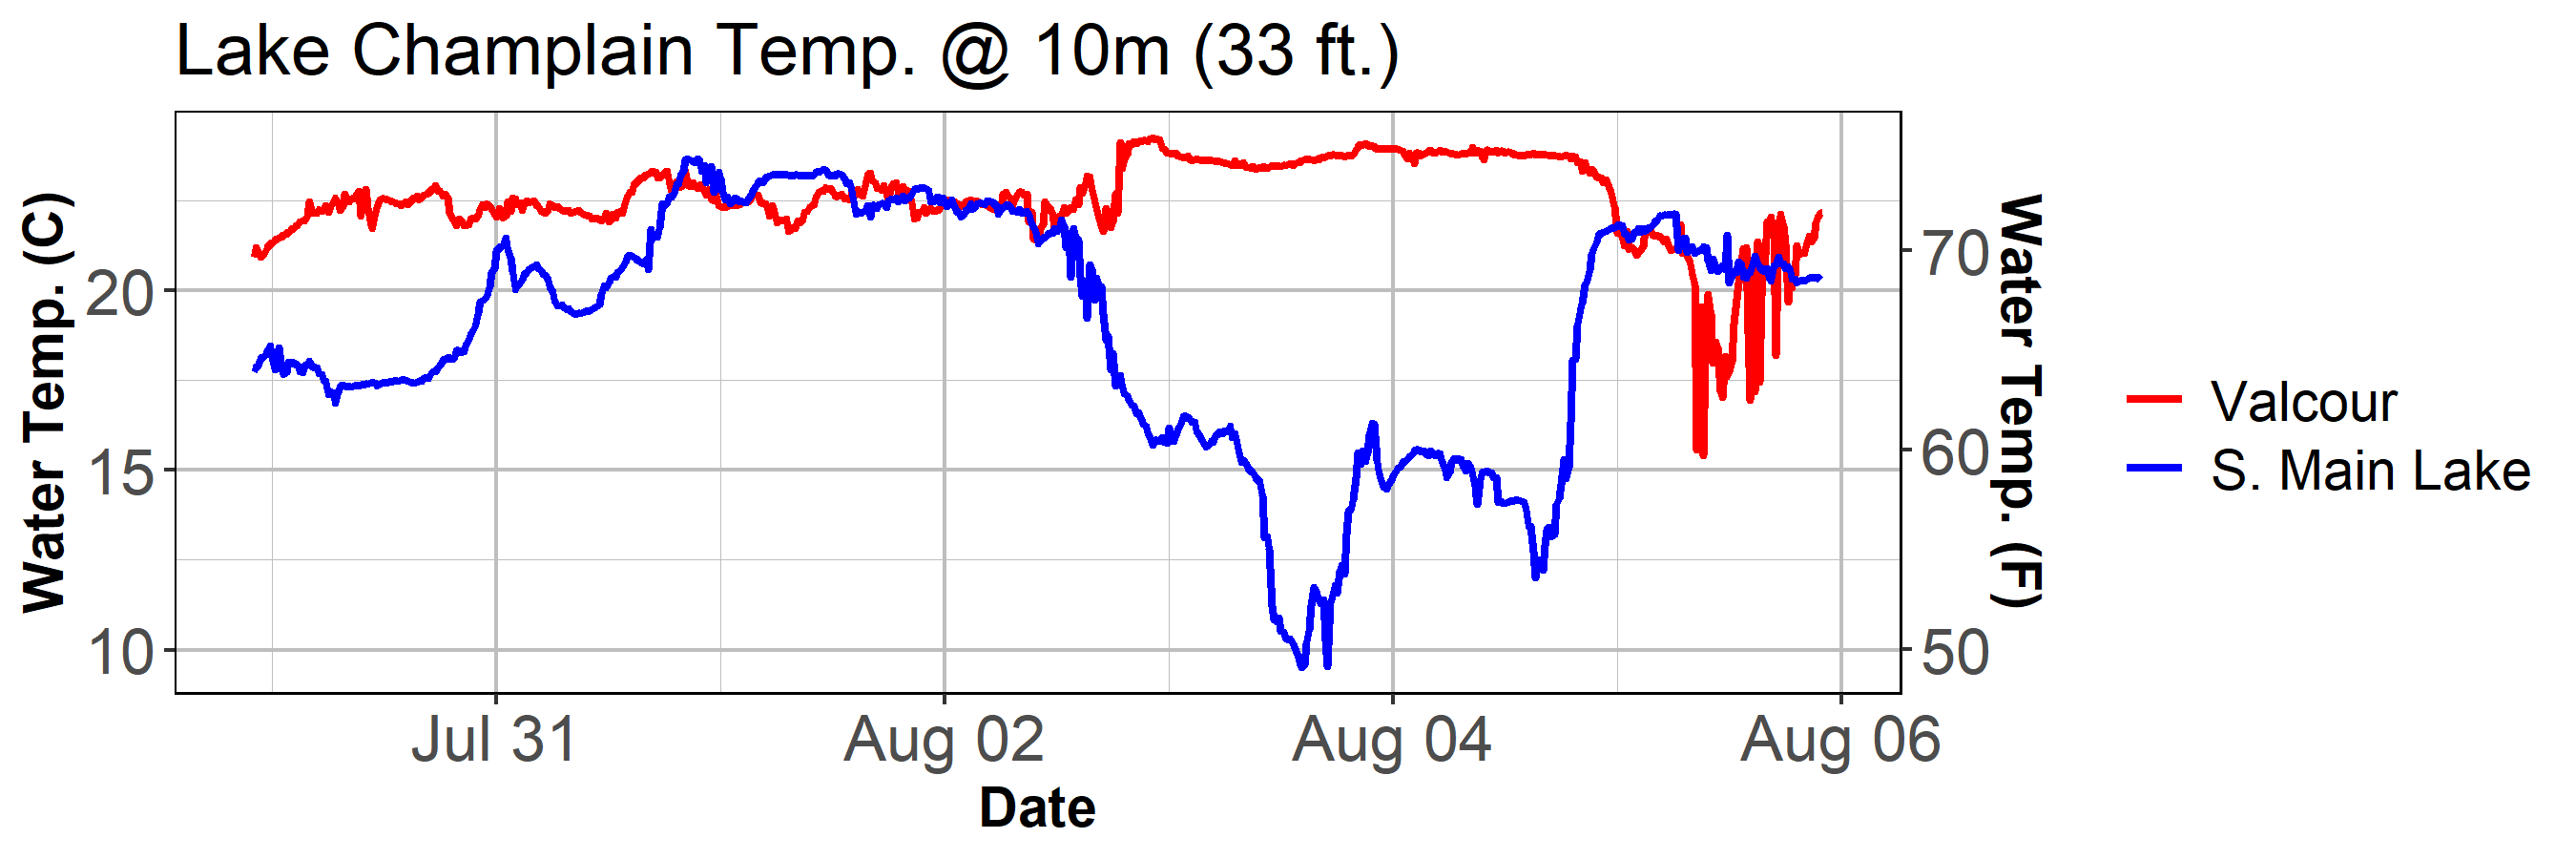 Lake Champlain Temp. @ 10m (33 ft.)
Water Temp. (C)
20
15
10
Water Temp. (F)
70
60
50
Jul 31
Aug 02
Aug 04
Aug 06
Date
Valcour
S. Main Lake